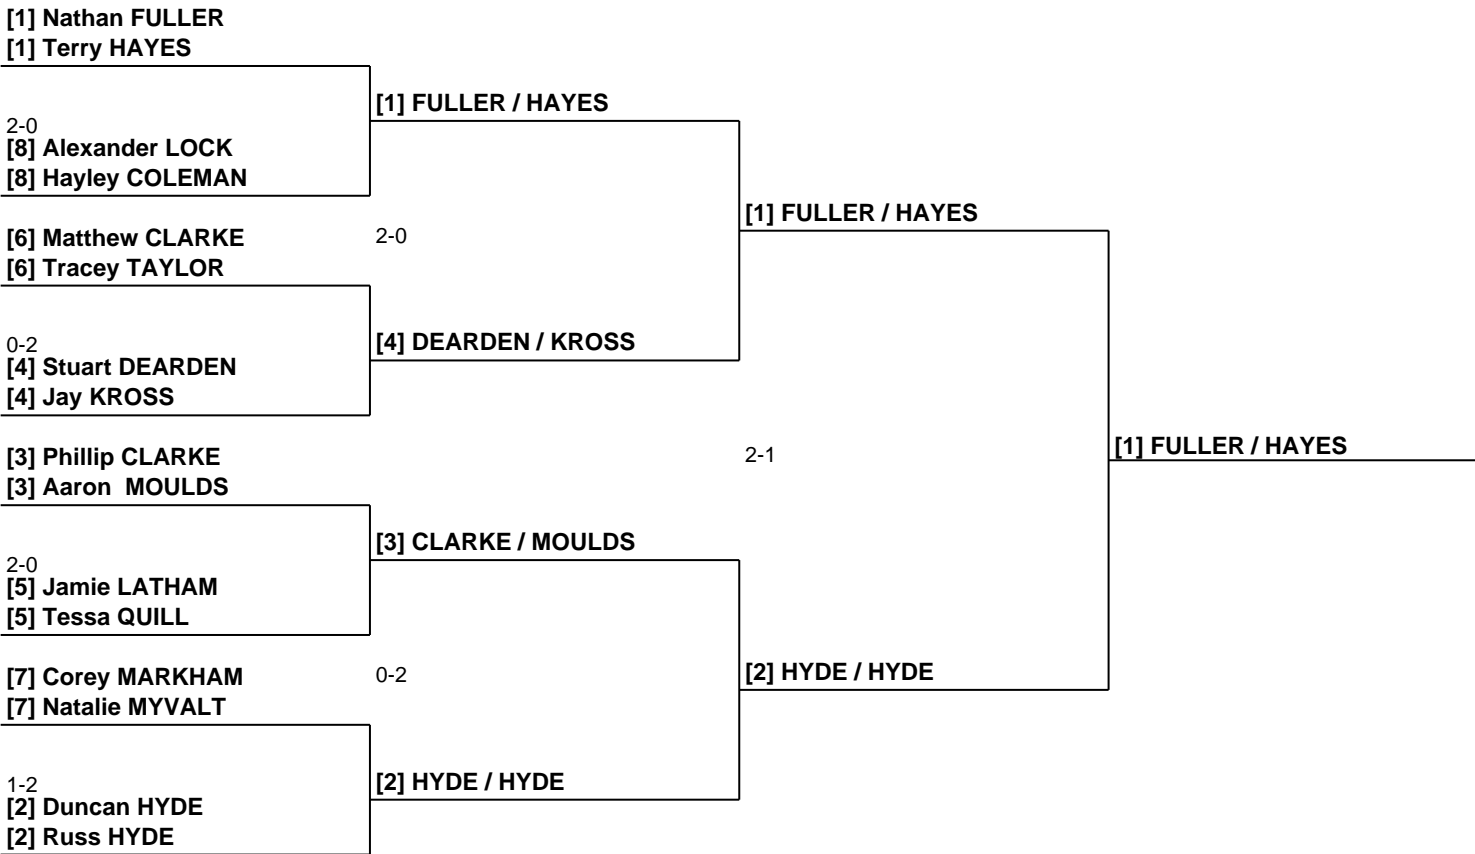 [1] Nathan FULLER
[1] Terry HAYES
[1] FULLER / HAYES
2-0
[8] Alexander LOCK
[8] Hayley COLEMAN
[1] FULLER / HAYES
[6] Matthew CLARKE
2-0
[6] Tracey TAYLOR
[4] DEARDEN / KROSS
0-2
[4] Stuart DEARDEN
[4] Jay KROSS
[1] FULLER / HAYES
[3] Phillip CLARKE
2-1
[3] Aaron  MOULDS
[3] CLARKE / MOULDS
2-0
[5] Jamie LATHAM
[5] Tessa QUILL
[2] HYDE / HYDE
[7] Corey MARKHAM
0-2
[7] Natalie MYVALT
[2] HYDE / HYDE
1-2
[2] Duncan HYDE
[2] Russ HYDE